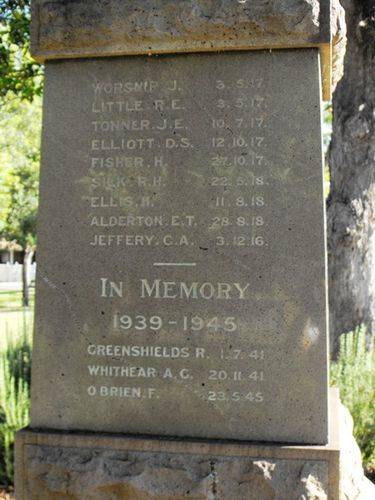 WORSHIP J. 3.5.17.
LITTLE R.E. 3.5.17.
TONNER. J.E. 10.7.17.
ELLIOTT. D.S. 12.10.17.
FISHER. H. 27.10.17.
SILK. R.H. 22.5.18.
ELLIS. H. 11.8.18
ALDERTON. E.T. 28.8.18
JEFFERY. C.A. 3.12.16.
IN MEMORY
1939-1945
GREENSHIELDS R. 1.7.41
WHITHEAR A.C. 20.11.41
O'BRIEN. F. 23.5.45